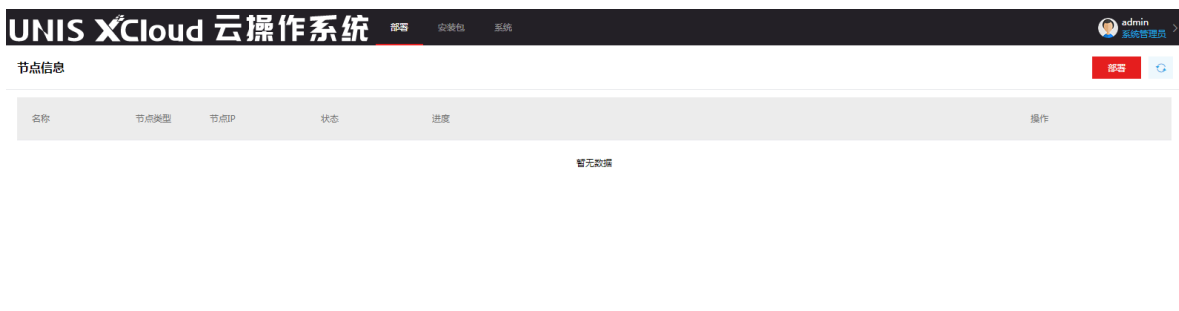 UNIS XCloud 云操作系统 部署 安装包 系统 admin
系统管理员
节点信息 部署
名称 节点类型 节点IP 状态 进度 操作
暂无数据